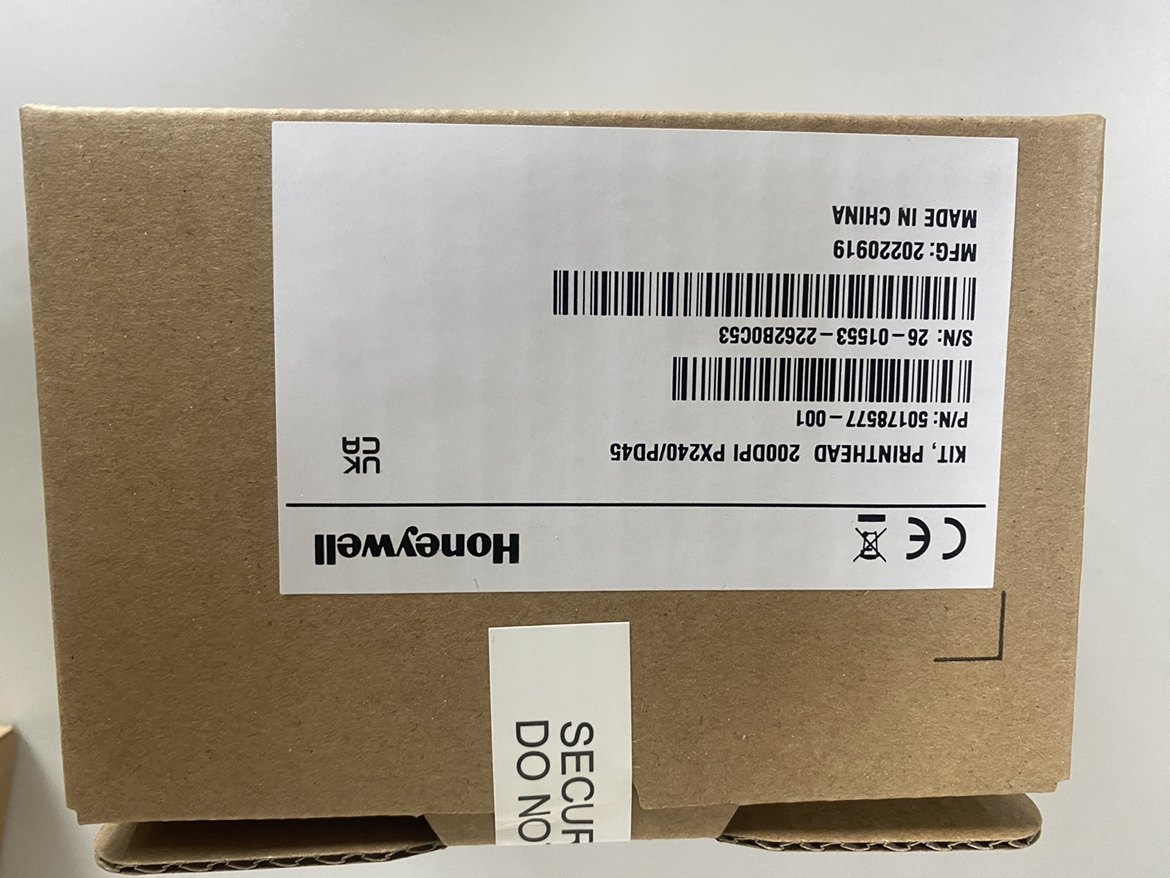 CE
Honeywell
UK
CA
KIT, PRINTHEAD 200DPI PX240/PD45
P/N: 50178577-001
S/N: 26-01553-2262B0C53
MFG: 20220919
MADE IN CHINA
SECUR
DO NO